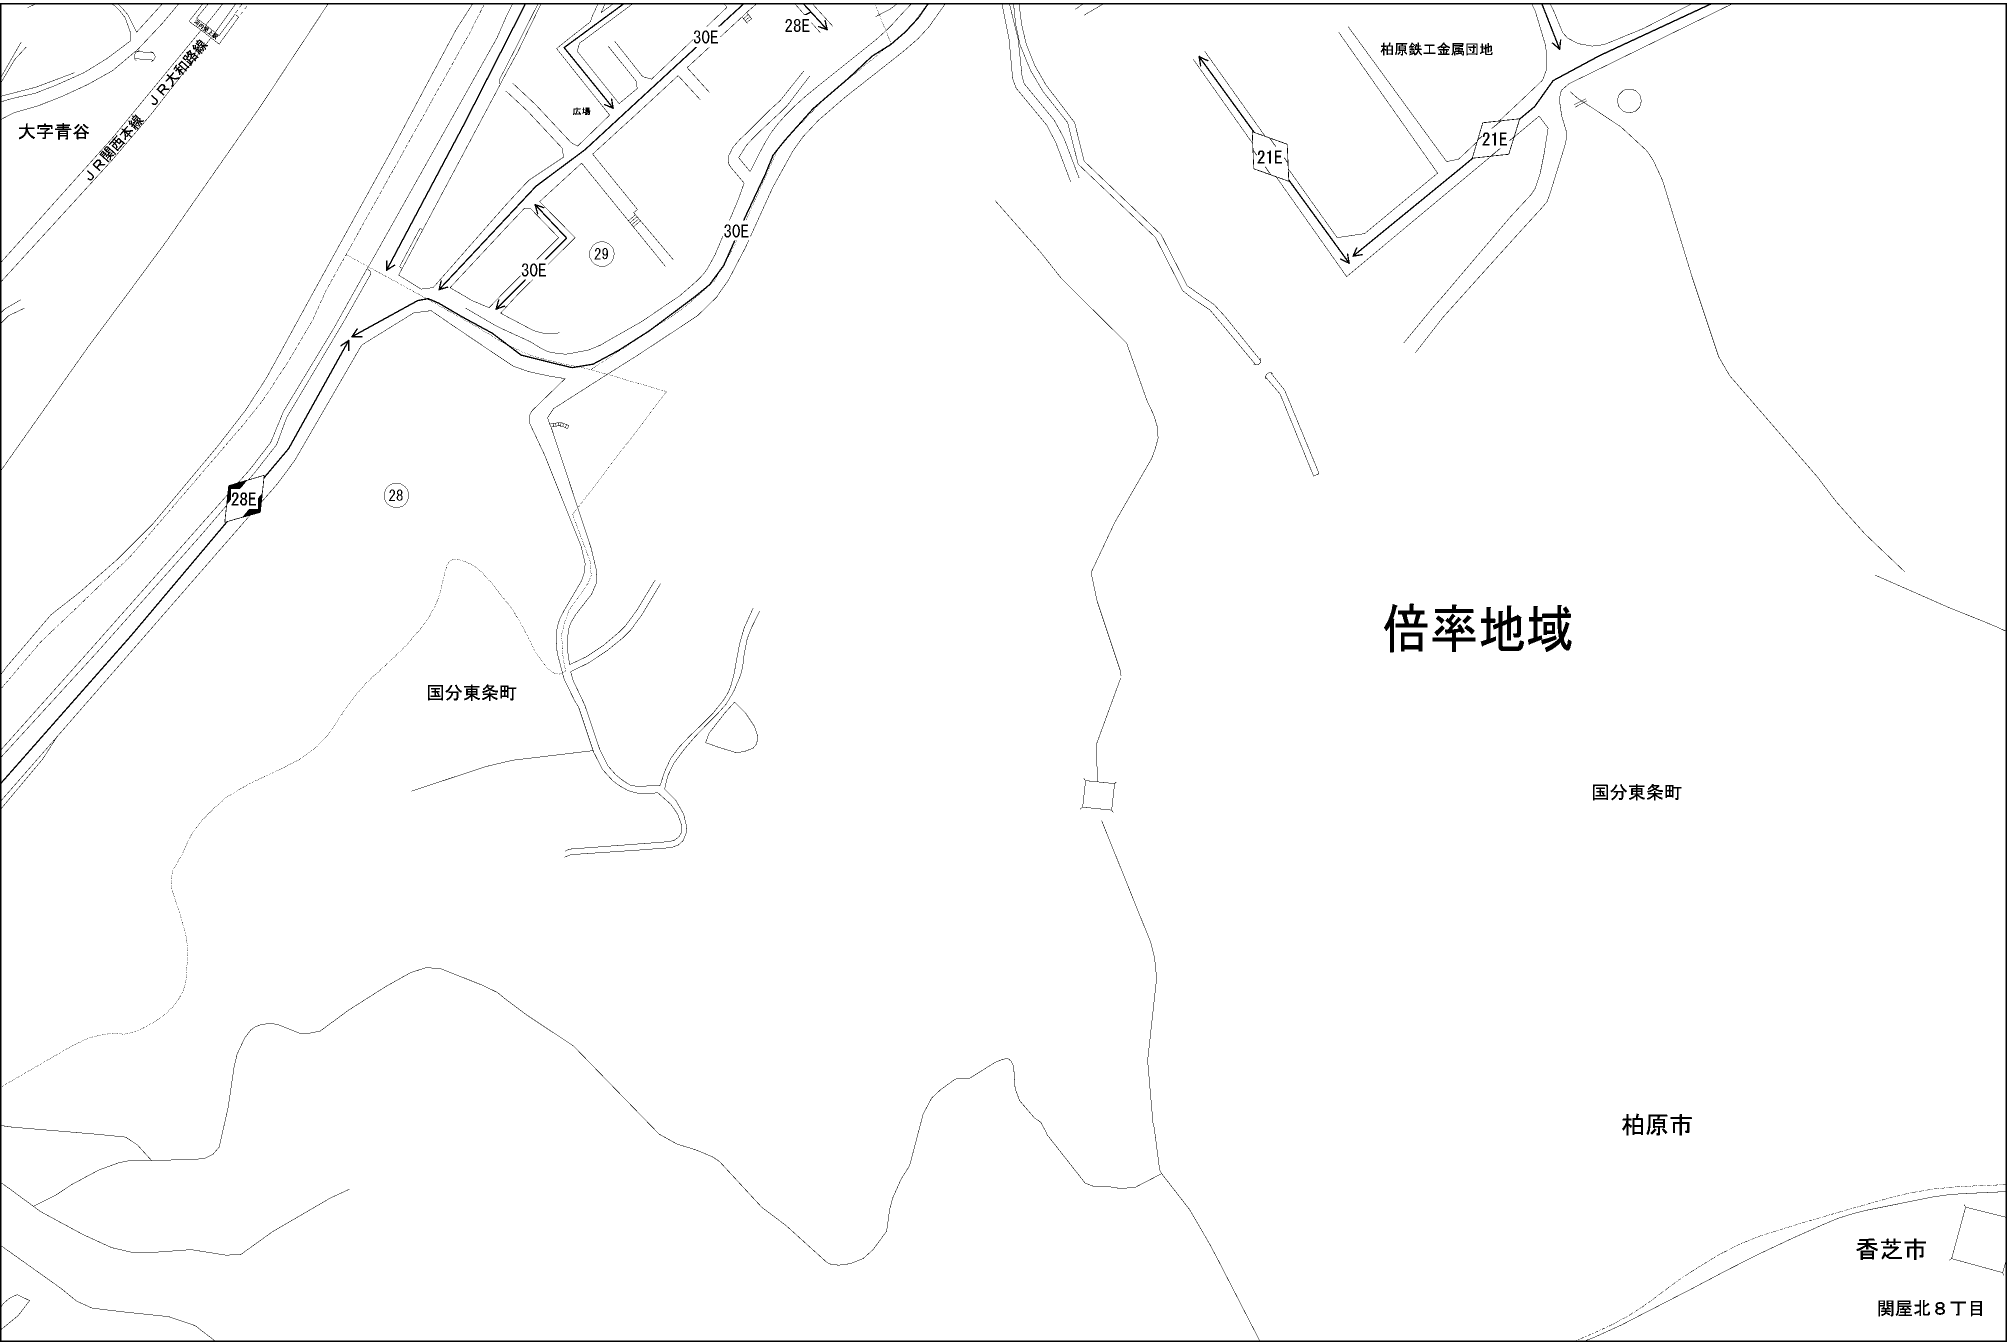 28E
30E
柏原鉄工金属団地
JR大和路線
広場
大字青谷
JR関西本線
21E
21E
30E
29
30E
28E
28
倍率地域
国分東条町
国分東条町
柏原市
香芝市
関屋北8丁目